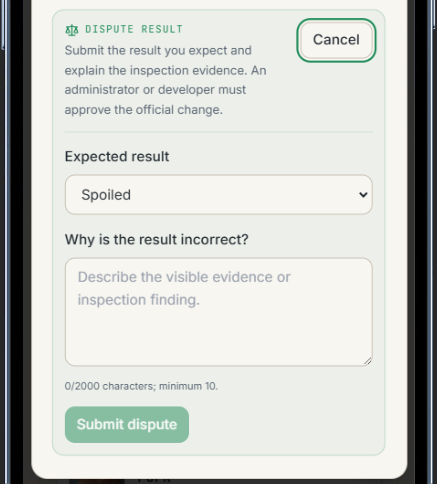 DISPUTE RESULT
Cancel
Submit the result you expect and
explain the inspection evidence. An
administrator or developer must
approve the official change.
Expected result
Spoiled
Why is the result incorrect?
Describe the visible evidence or
inspection finding.
0/2000 characters; minimum 10.
Submit dispute